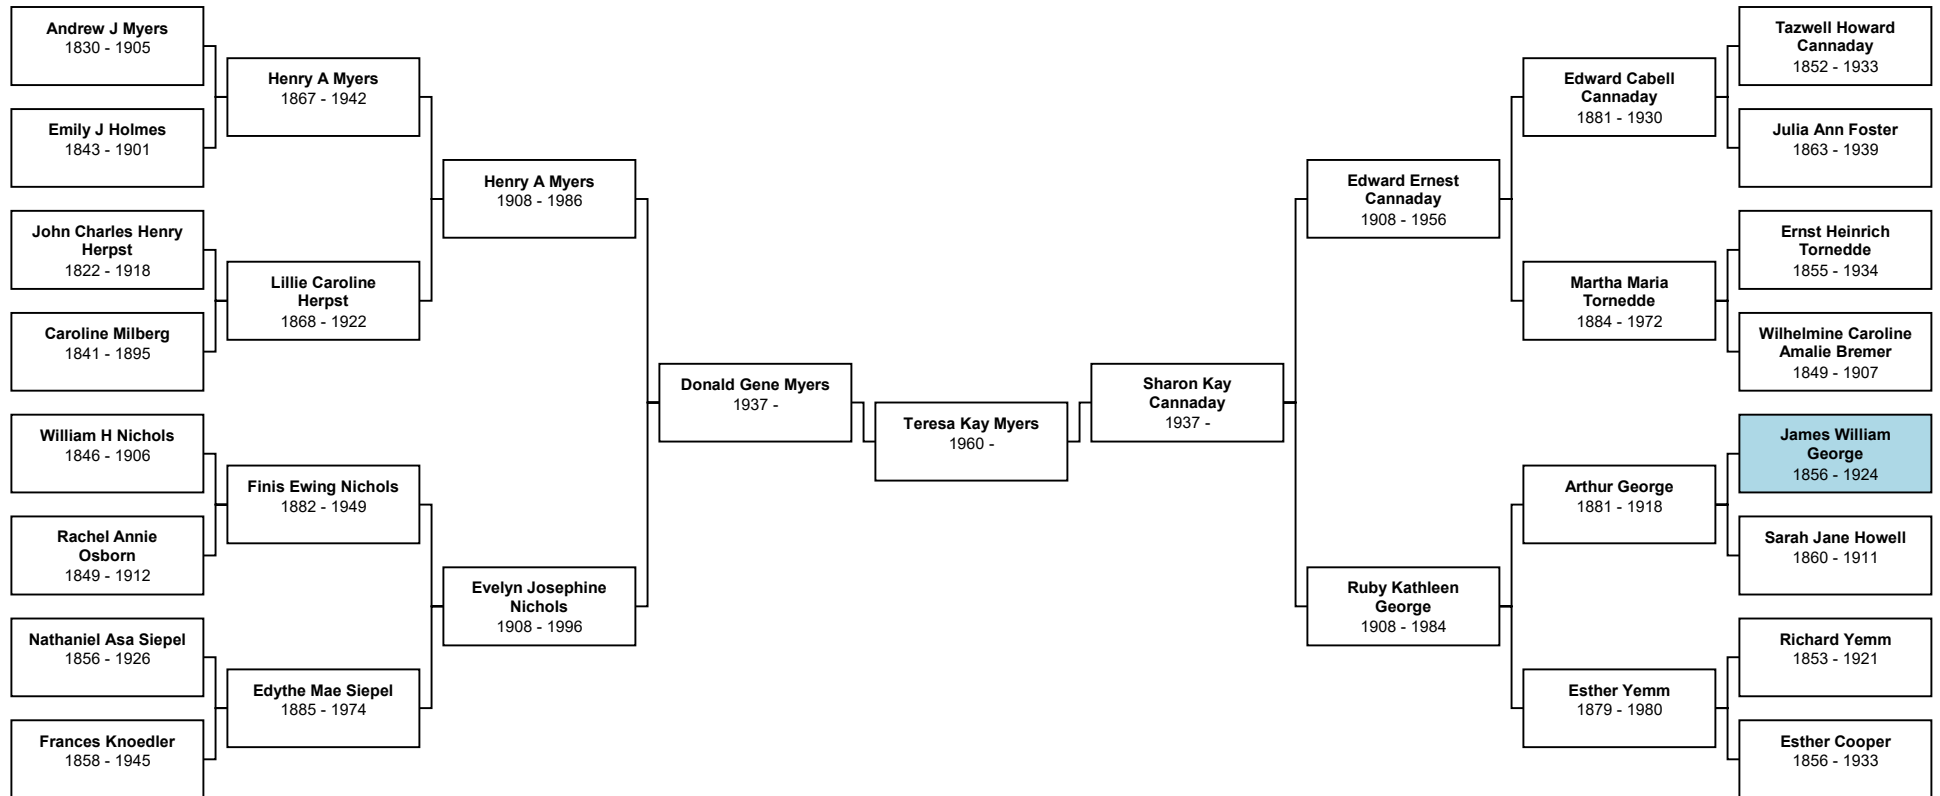 Andrew J Myers
1830 - 1905
Emily J Holmes
1843 - 1901
John Charles Henry
Herpst
1822 - 1918
Caroline Milberg
1841 - 1895
William H Nichols
1846 - 1906
Rachel Annie
Osborn
1849 - 1912
Nathaniel Asa Siepel
1856 - 1926
Frances Knoedler
1858 - 1945
Henry A Myers
1867 - 1942
Lillie Caroline
Herpst
1868 - 1922
Finis Ewing Nichols
1882 - 1949
Edythe Mae Siepel
1885 - 1974
Henry A Myers
1908 - 1986
Evelyn Josephine
Nichols
1908 - 1996
Donald Gene Myers
1937 -
Teresa Kay Myers
1960 -
Sharon Kay
Cannaday
1937 -
Edward Ernest
Cannaday
1908 - 1956
Ruby Kathleen
George
1908 - 1984
Edward Cabell
Cannaday
1881 - 1930
Martha Maria
Tornedde
1884 - 1972
Arthur George
1881 - 1918
Esther Yemm
1879 - 1980
Tazwell Howard
Cannaday
1852 - 1933
Julia Ann Foster
1863 - 1939
Ernst Heinrich
Tornedde
1855 - 1934
Wilhelmine Caroline
Amalie Bremer
1849 - 1907
James William
George
1856 - 1924
Sarah Jane Howell
1860 - 1911
Richard Yemm
1853 - 1921
Esther Cooper
1856 - 1933